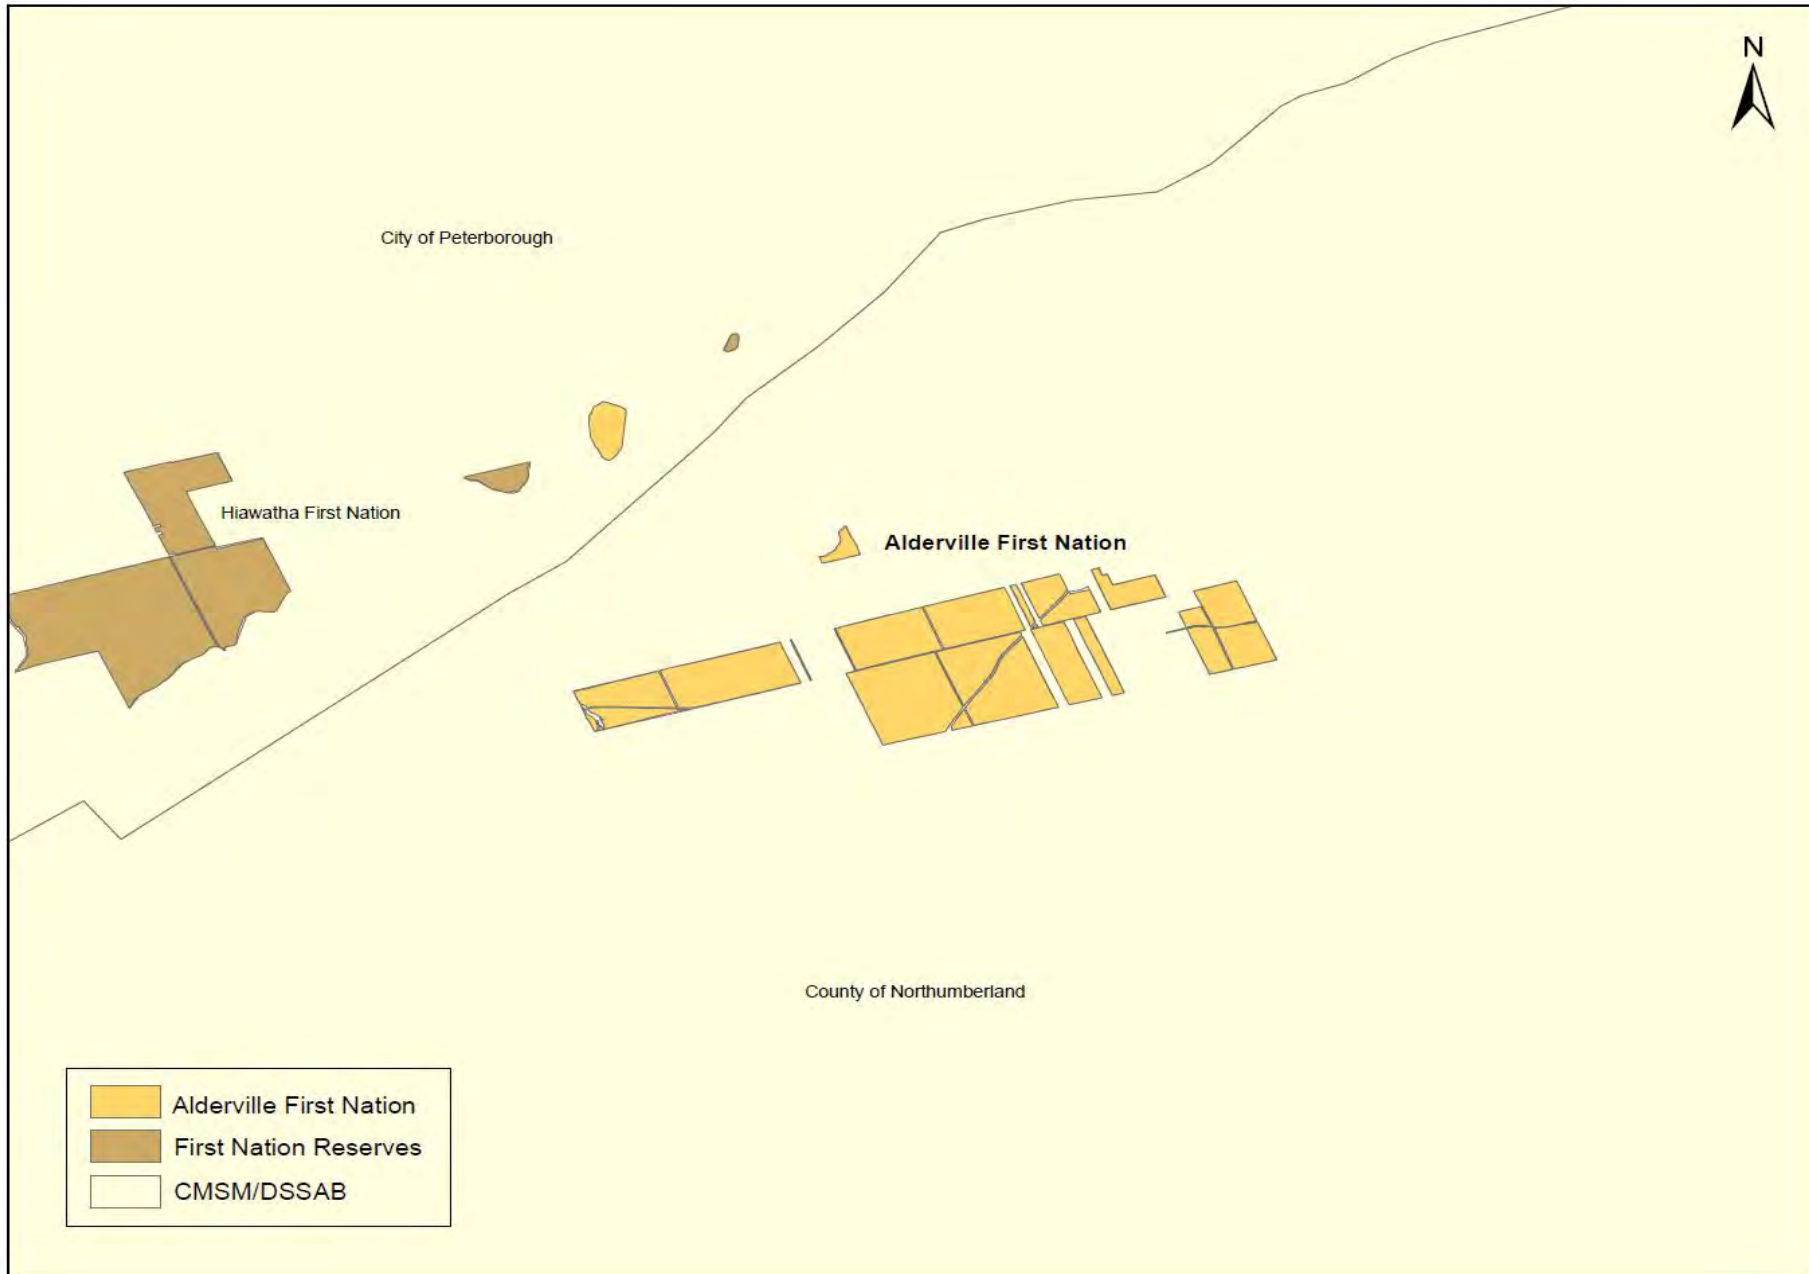 N
City of Peterborough
Hiawatha First Nation
Alderville First Nation
County of Northumberland
Alderville First Nation
First Nation Reserves
CMSM/DSSAB